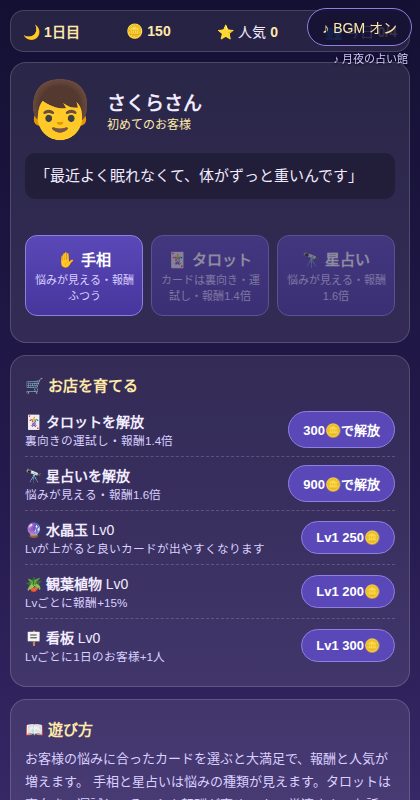 🌙 1日目 🪙 150 ⭐ 人気 0
♪ BGM オン
♪ 月夜の占い館
さくらさん
初めてのお客様
「最近よく眠れなくて、体がずっと重いんです」
✋ 手相
悩みが見える・報酬
ふつう
🃏 タロット
カードは裏向き・運
試し・報酬1.4倍
🔭 星占い
悩みが見える・報酬
1.6倍
🛒 お店を育てる
🃏 タロットを解放
裏向きの運試し・報酬1.4倍
300🪙で解放
🔭 星占いを解放
悩みが見える・報酬1.6倍
900🪙で解放
🔮 水晶玉 Lv0
Lvが上がると良いカードが出やすくなります
Lv1 250🪙
🪴 観葉植物 Lv0
Lvごとに報酬+15%
Lv1 200🪙
🪧 看板 Lv0
Lvごとに1日のお客様+1人
Lv1 300🪙
📖 遊び方
お客様の悩みに合ったカードを選ぶと大満足で、報酬と人気が
増えます。 手相と星占いは悩みの種類が見えます。タロットは